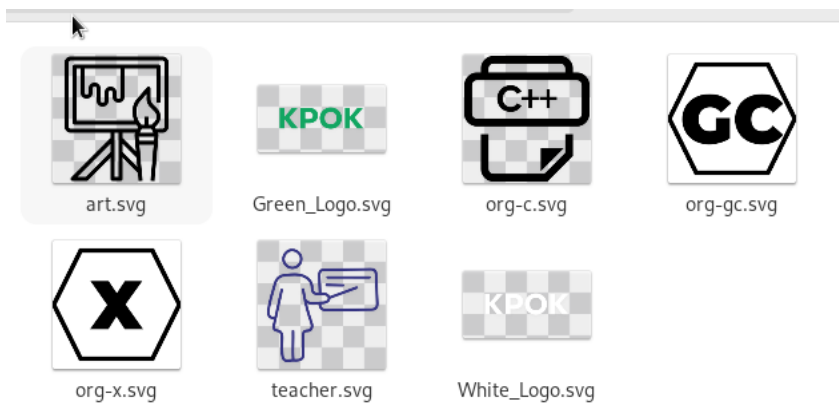 KPOK
C++
GC
art.svg
Green_Logo.svg
org-c.svg
org-gc.svg
X
KPOK
org-x.svg
teacher.svg
White_Logo.svg